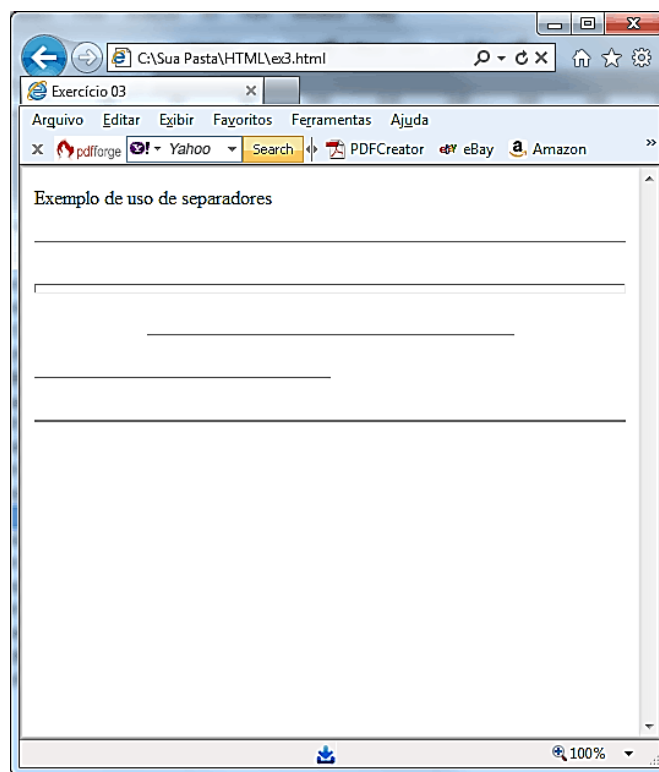 C:\Sua Pasta\HTML\ex3.html
Exercício 03
Arquivo Editar Exibir Favoritos Ferramentas Ajuda
x pdfforge Y! Yahoo Search PDFCreator ebY eBay a Amazon »
Exemplo de uso de separadores
100%